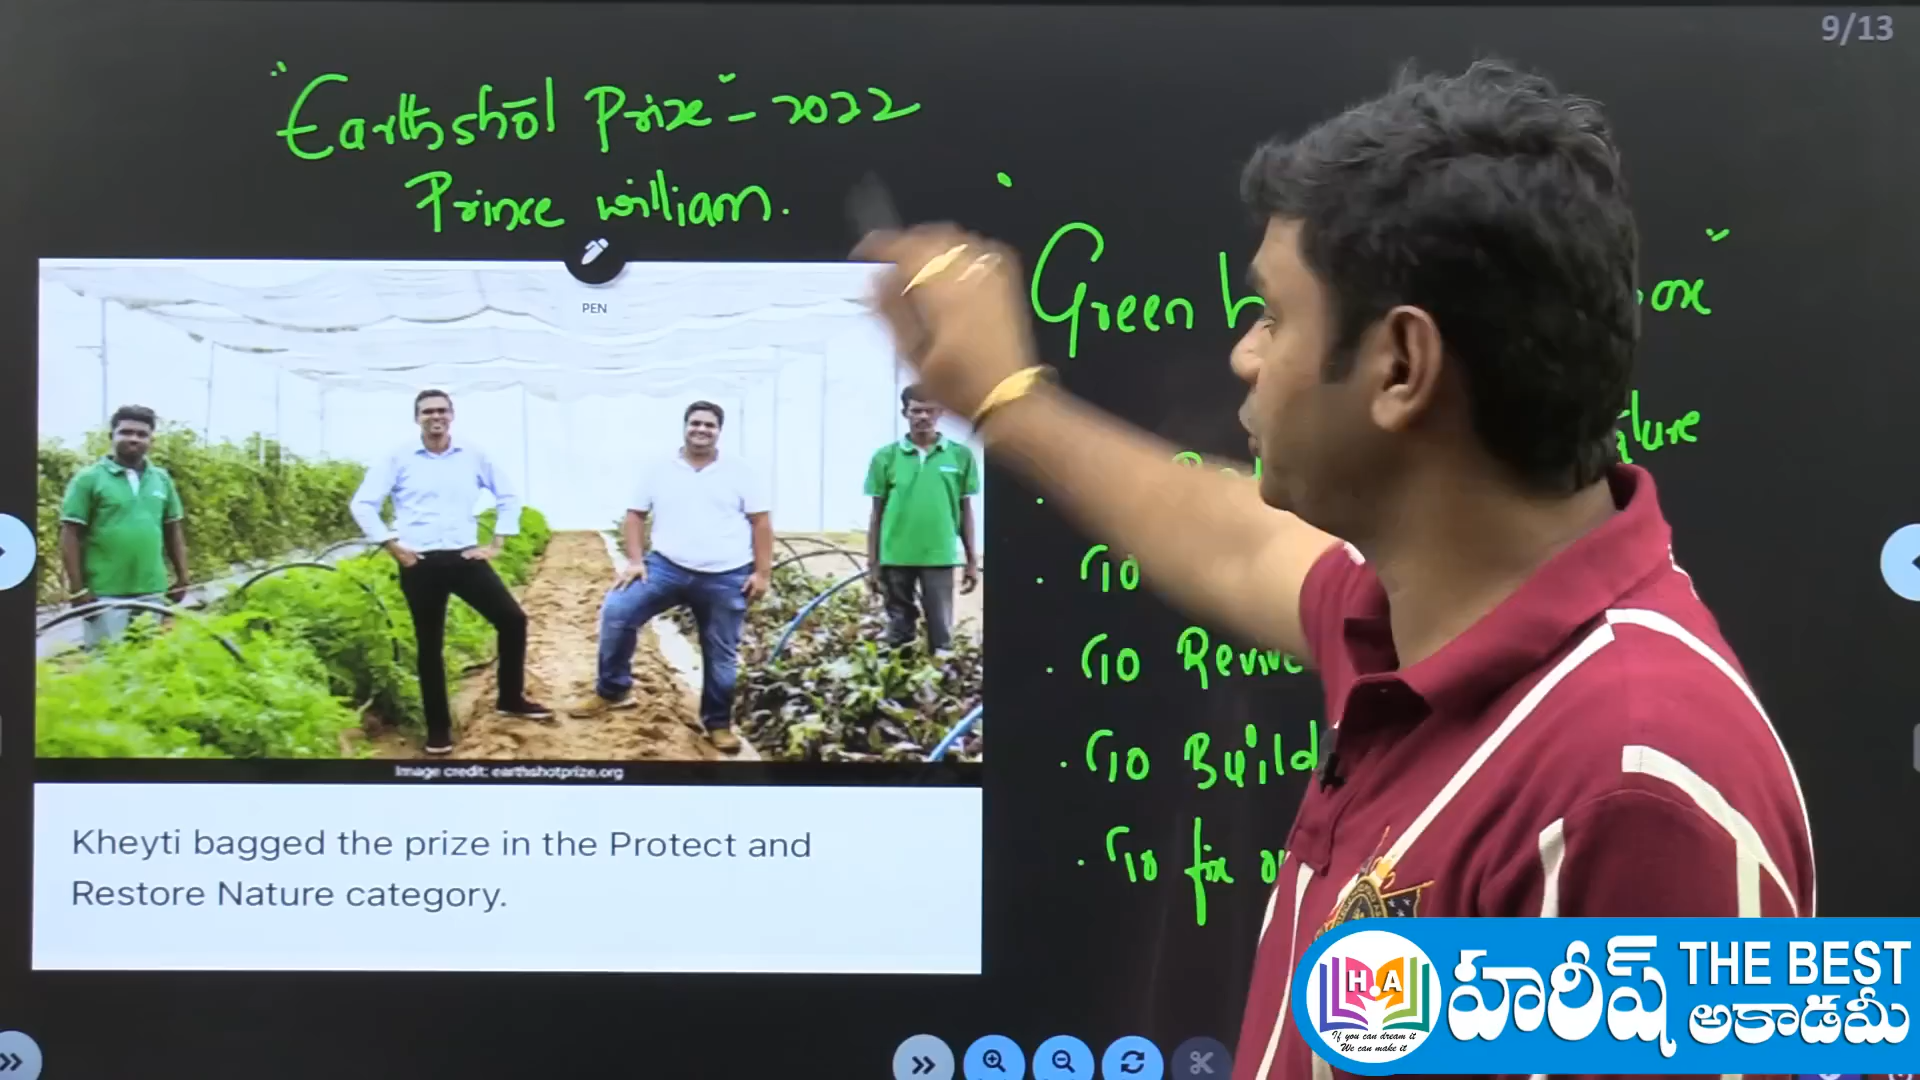 9/13
"Earthshot Prize" - 2022
Prince william.
Green
PEN
. Go
. Go Revive
. Go Build
. Go fix
Image credit: earthshotprize.org
Kheyti bagged the prize in the Protect and
Restore Nature category.
H.A
If you can dream it
We can make it
హరీష్
THE BEST
అకాడమీ